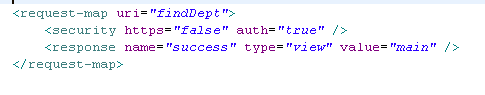 <request-map uri="findDept">
    <security https="false" auth="true" />
    <response name="success" type="view" value="main" />
</request-map>